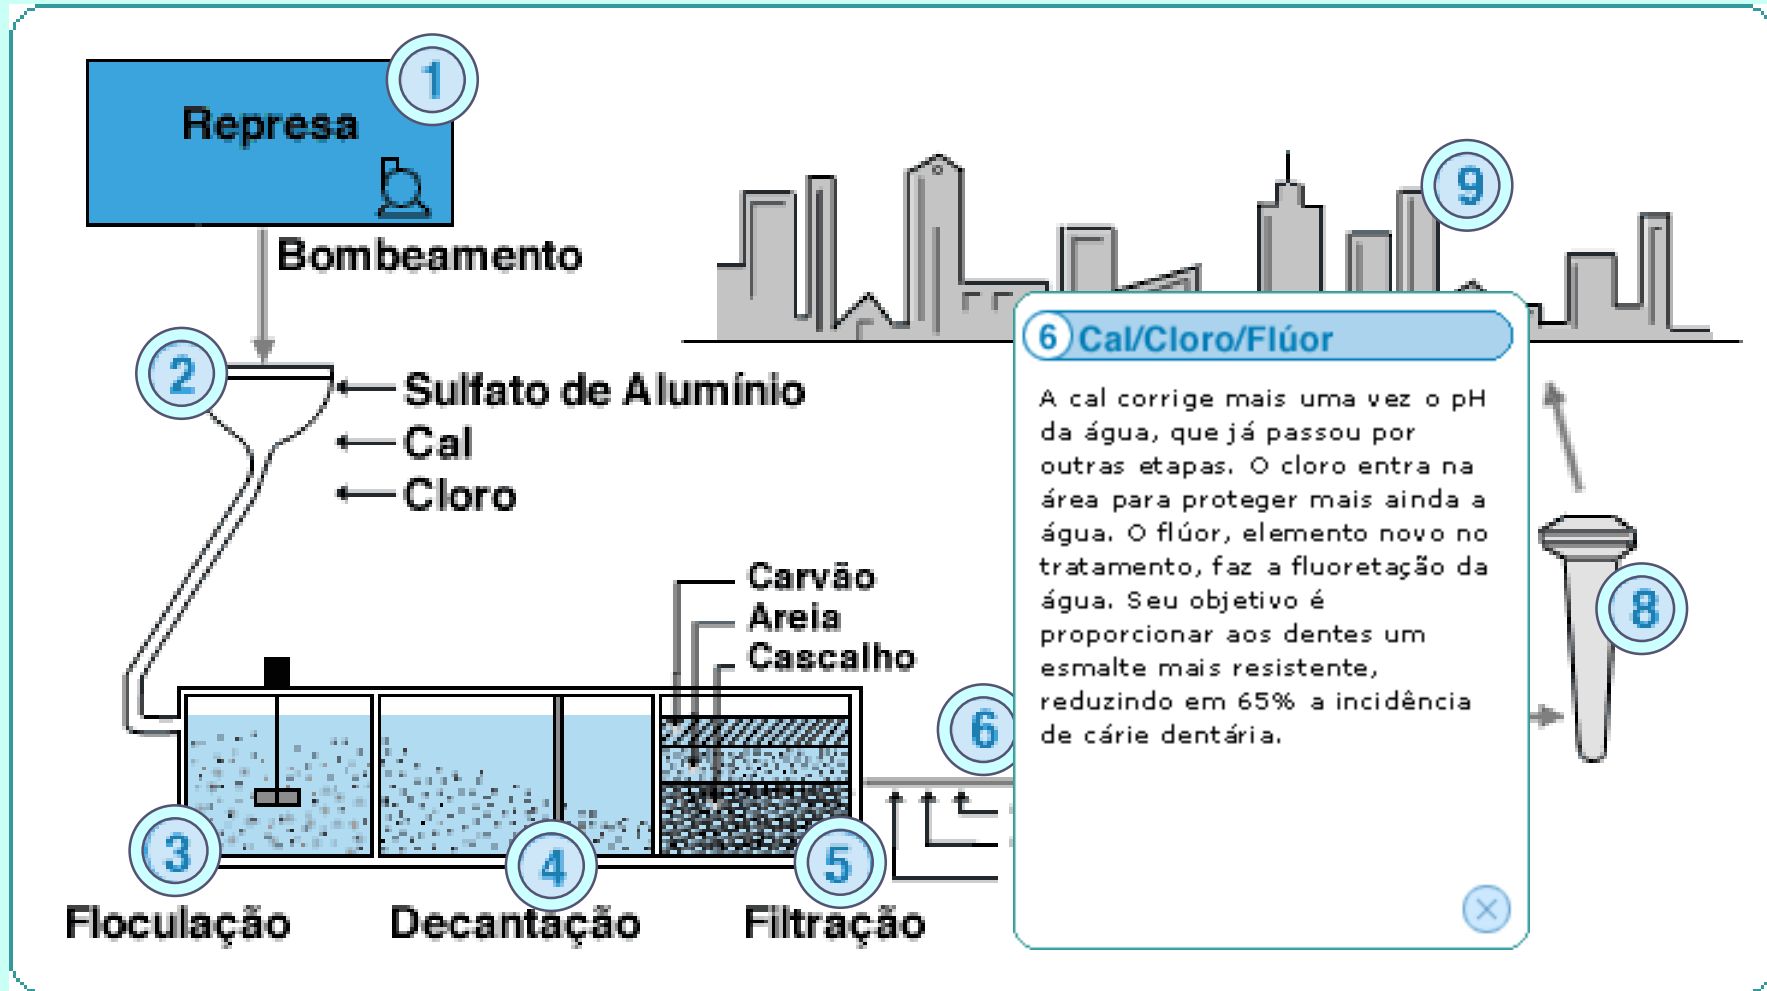 1
Represa
Bombeamento
2
Sulfato de Alumínio
Cal
Cloro
Carvão
Areia
Cascalho
3
4
5
Floculação
Decantação
Filtração
6
9
8
6 Cal/Cloro/Flúor
A cal corrige mais uma vez o pH
da água, que já passou por
outras etapas. O cloro entra na
área para proteger mais ainda a
água. O flúor, elemento novo no
tratamento, faz a fluoretação da
água. Seu objetivo é
proporcionar aos dentes um
esmalte mais resistente,
reduzindo em 65% a incidência
de cárie dentária.